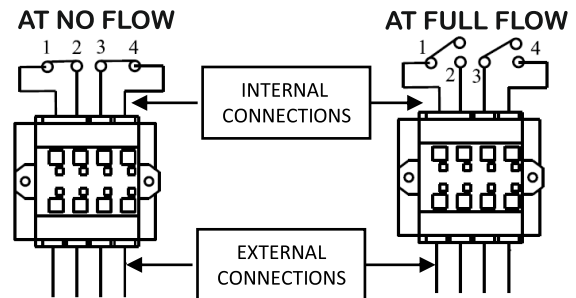 AT NO FLOW
1 2 3 4
AT FULL FLOW
1 2 3 4
INTERNAL
CONNECTIONS
EXTERNAL
CONNECTIONS